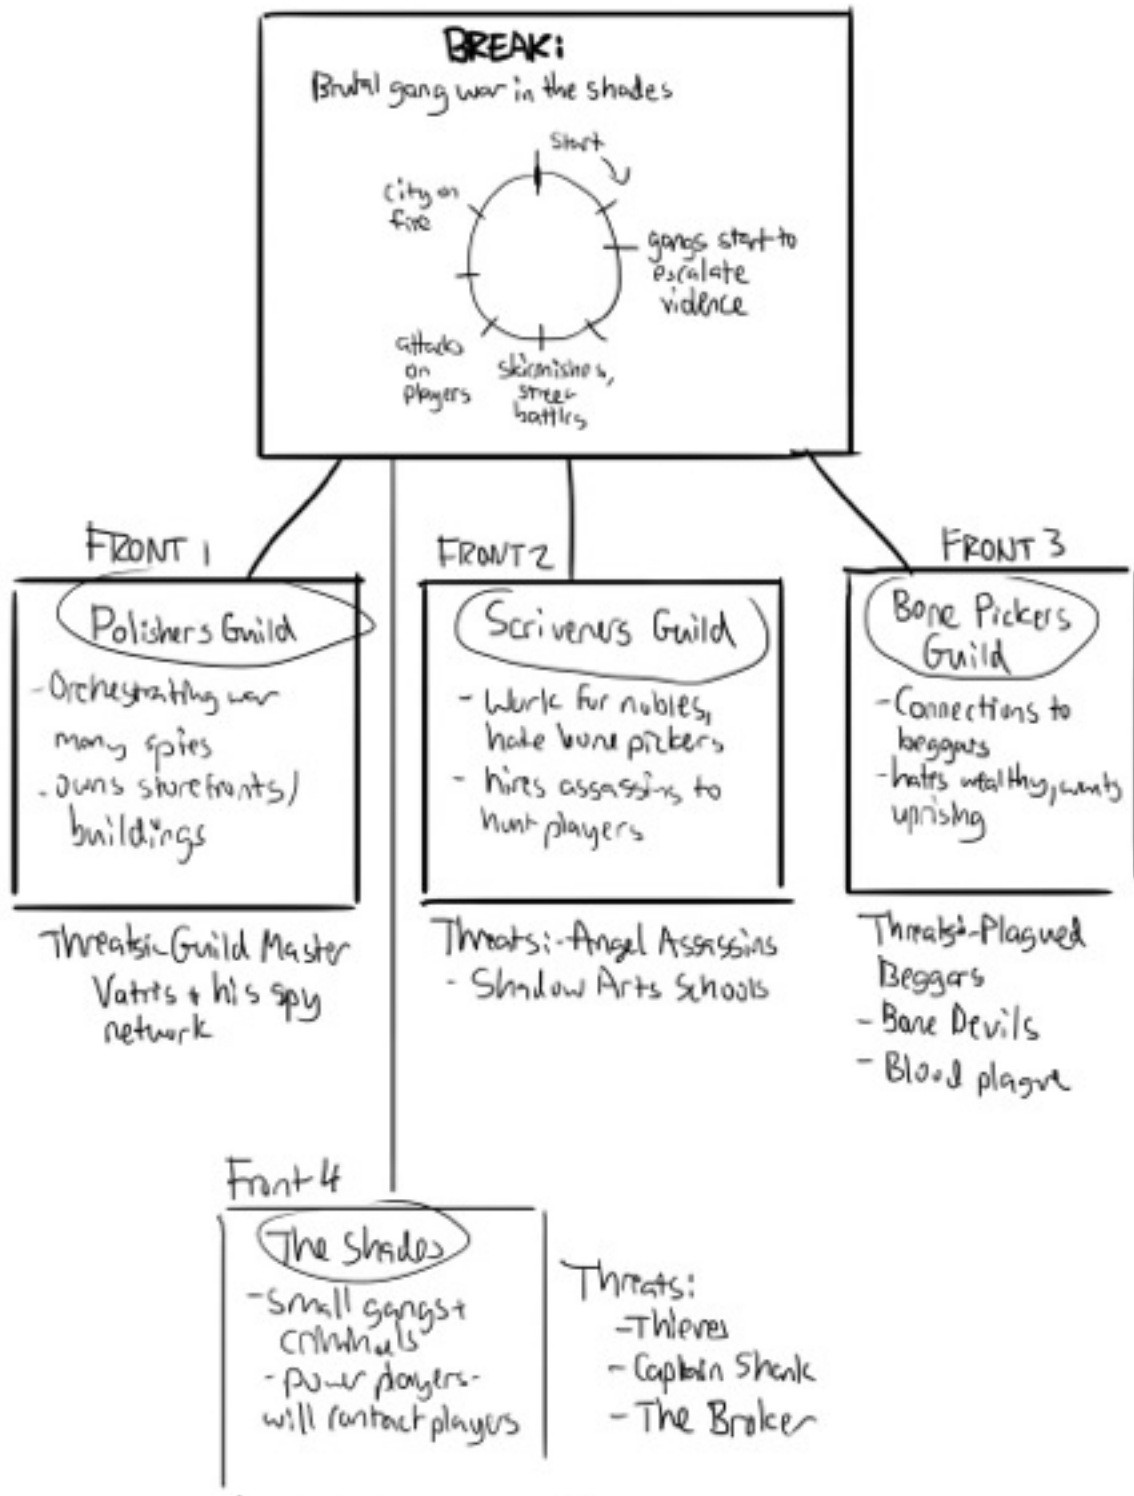 BREAK:
Brutal gang war in the shades
Start
city on
fire
gangs start to
escalate
violence
attacks
on
players
skirmishes,
street
battles
FRONT 1
Polishers Guild
- Orchestrating war
many spies
- owns storefronts/
buildings
Threats:- Guild Master
+ his spy
network
FRONT 2
Scriveners Guild
- Work for nobles,
hate bone pickers
- hires assassins to
hunt players
Threats:- Angel Assassins
- Shadow Arts Schools
FRONT 3
Bone Pickers
Guild
- Connections to
beggars
- hates wealthy, wants
uprising
Threats:- Plagued
Beggars
- Bone Devils
- Blood plague
Front 4
The Shades
- Small gangs +
criminals
- power players -
will contact players
Threats:
- Thieves
- Captain Shank
- The Broker